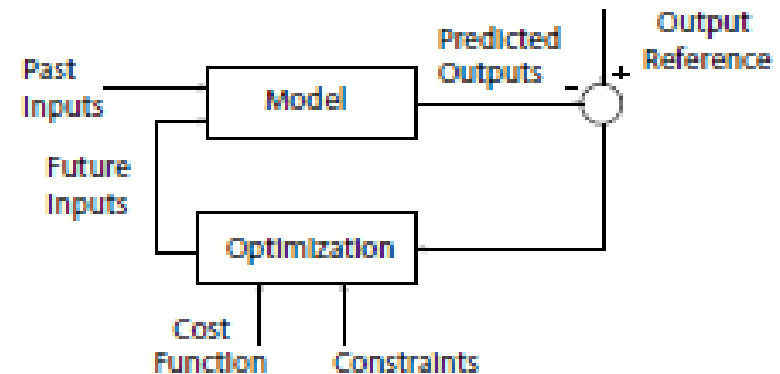 Past
Inputs
Model
Predicted
Outputs
-
+
Output
Reference
Future
Inputs
Optimization
Cost
Function
Constraints